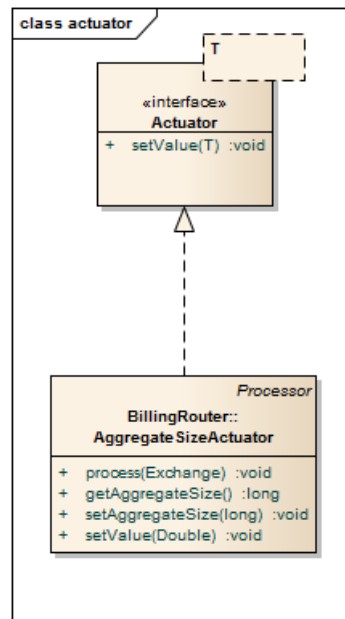 class actuator
T
«interface»
Actuator
+ setValue(T) :void
Processor
BillingRouter::
AggregateSizeActuator
+ process(Exchange) :void
+ getAggregateSize() :long
+ setAggregateSize(long) :void
+ setValue(Double) :void